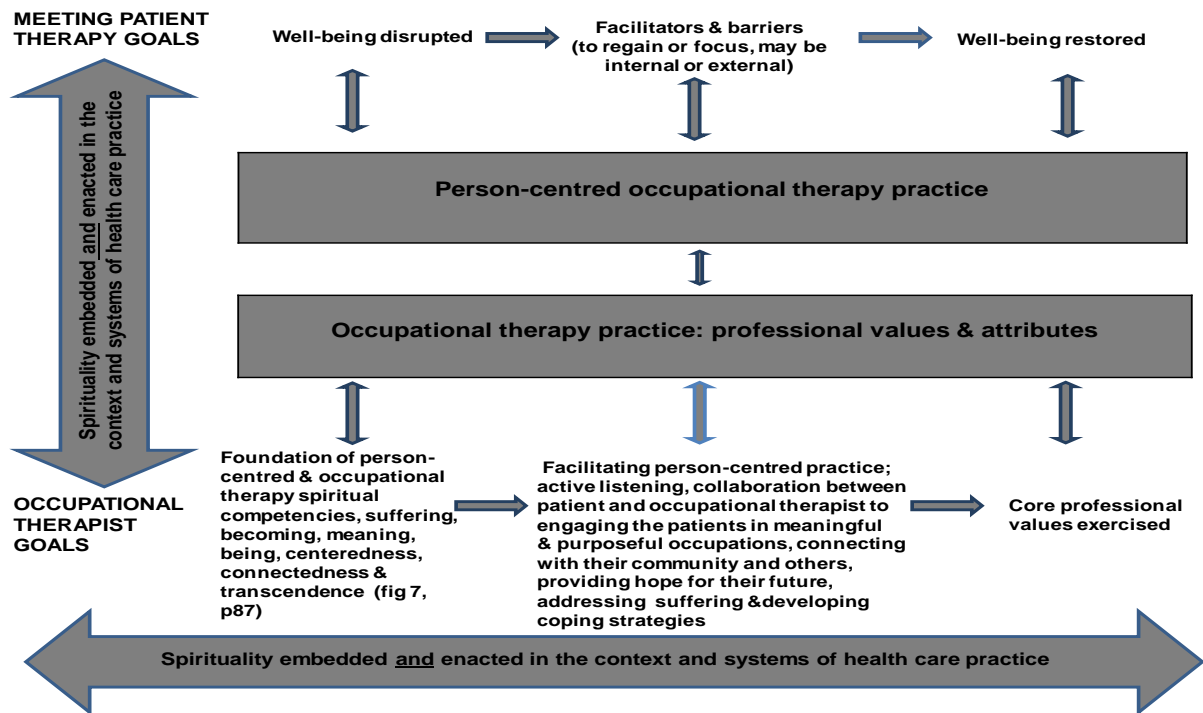 MEETING PATIENT
THERAPY GOALS
Well-being disrupted
Facilitators & barriers
(to regain or focus, may be
internal or external)
Well-being restored
Spirituality embedded and enacted in the
context and systems of health care practice
Person-centred occupational therapy practice
Occupational therapy practice: professional values & attributes
OCCUPATIONAL
THERAPIST
GOALS
Foundation of person-
centred & occupational
therapy spiritual
competencies, suffering,
becoming, meaning,
being, centeredness,
connectedness &
transcendence (fig 7,
p87)
Facilitating person-centred practice;
active listening, collaboration between
patient and occupational therapist to
engaging the patients in meaningful
& purposeful occupations, connecting
with their community and others,
providing hope for their future,
addressing suffering &developing
coping strategies
Core professional
values exercised
Spirituality embedded and enacted in the context and systems of health care practice